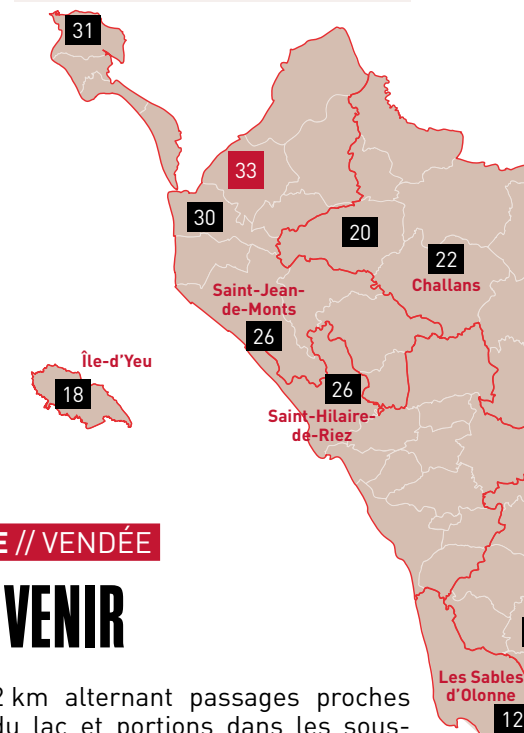 31
33
30
20
22
Challans
Saint-Jean-
de-Monts
26
Île-d'Yeu
18
26
Saint-Hilaire-
de-Riez
E // VENDÉE
VENIR
2 km alternant passages proches
du lac et portions dans les sous-
Les Sables
d'Olonne
12